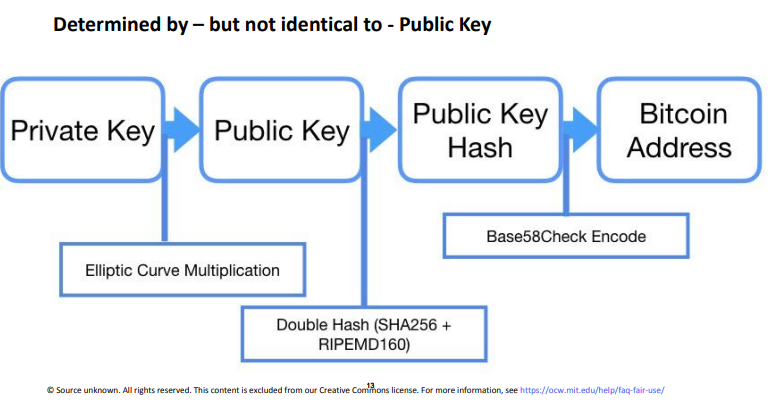 Determined by – but not identical to - Public Key
Private Key
Public Key
Public Key
Hash
Bitcoin
Address
Base58Check Encode
Elliptic Curve Multiplication
Double Hash (SHA256 +
RIPEMD160)
13
© Source unknown. All rights reserved. This content is excluded from our Creative Commons license. For more information, see https://ocw.mit.edu/help/faq-fair-use/